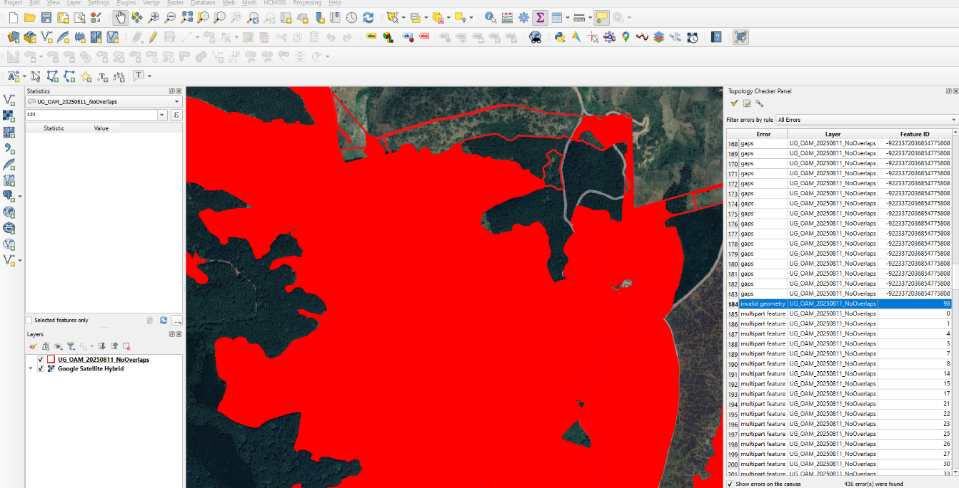 Project Edit View Layer Settings Plugins Vector Raster Database Web Mesh HCMGIS Processing Help
Statistics
UG_OAM_20250811_NoOverlaps
123
Statistic Value
Selected features only
Layers
UG_OAM_20250811_NoOverlaps
Google Satellite Hybrid
Topology Checker Panel
Filter errors by rule All Errors
Error Layer Feature ID
168 gaps UG_OAM_20250811_NoOverlaps -9223372036854775808
169 gaps UG_OAM_20250811_NoOverlaps -9223372036854775808
170 gaps UG_OAM_20250811_NoOverlaps -9223372036854775808
171 gaps UG_OAM_20250811_NoOverlaps -9223372036854775808
172 gaps UG_OAM_20250811_NoOverlaps -9223372036854775808
173 gaps UG_OAM_20250811_NoOverlaps -9223372036854775808
174 gaps UG_OAM_20250811_NoOverlaps -9223372036854775808
175 gaps UG_OAM_20250811_NoOverlaps -9223372036854775808
176 gaps UG_OAM_20250811_NoOverlaps -9223372036854775808
177 gaps UG_OAM_20250811_NoOverlaps -9223372036854775808
178 gaps UG_OAM_20250811_NoOverlaps -9223372036854775808
179 gaps UG_OAM_20250811_NoOverlaps -9223372036854775808
180 gaps UG_OAM_20250811_NoOverlaps -9223372036854775808
181 gaps UG_OAM_20250811_NoOverlaps -9223372036854775808
182 gaps UG_OAM_20250811_NoOverlaps -9223372036854775808
183 gaps UG_OAM_20250811_NoOverlaps -9223372036854775808
184 invalid geometry UG_OAM_20250811_NoOverlaps 98
185 multipart feature UG_OAM_20250811_NoOverlaps 0
186 multipart feature UG_OAM_20250811_NoOverlaps 1
187 multipart feature UG_OAM_20250811_NoOverlaps 4
188 multipart feature UG_OAM_20250811_NoOverlaps 5
189 multipart feature UG_OAM_20250811_NoOverlaps 7
190 multipart feature UG_OAM_20250811_NoOverlaps 8
191 multipart feature UG_OAM_20250811_NoOverlaps 14
192 multipart feature UG_OAM_20250811_NoOverlaps 15
193 multipart feature UG_OAM_20250811_NoOverlaps 17
194 multipart feature UG_OAM_20250811_NoOverlaps 21
195 multipart feature UG_OAM_20250811_NoOverlaps 22
196 multipart feature UG_OAM_20250811_NoOverlaps 23
197 multipart feature UG_OAM_20250811_NoOverlaps 25
198 multipart feature UG_OAM_20250811_NoOverlaps 26
199 multipart feature UG_OAM_20250811_NoOverlaps 27
200 multipart feature UG_OAM_20250811_NoOverlaps 30
201 multipart feature UG_OAM_20250811_NoOverlaps 33
Show errors on the canvas 436 error(s) were found